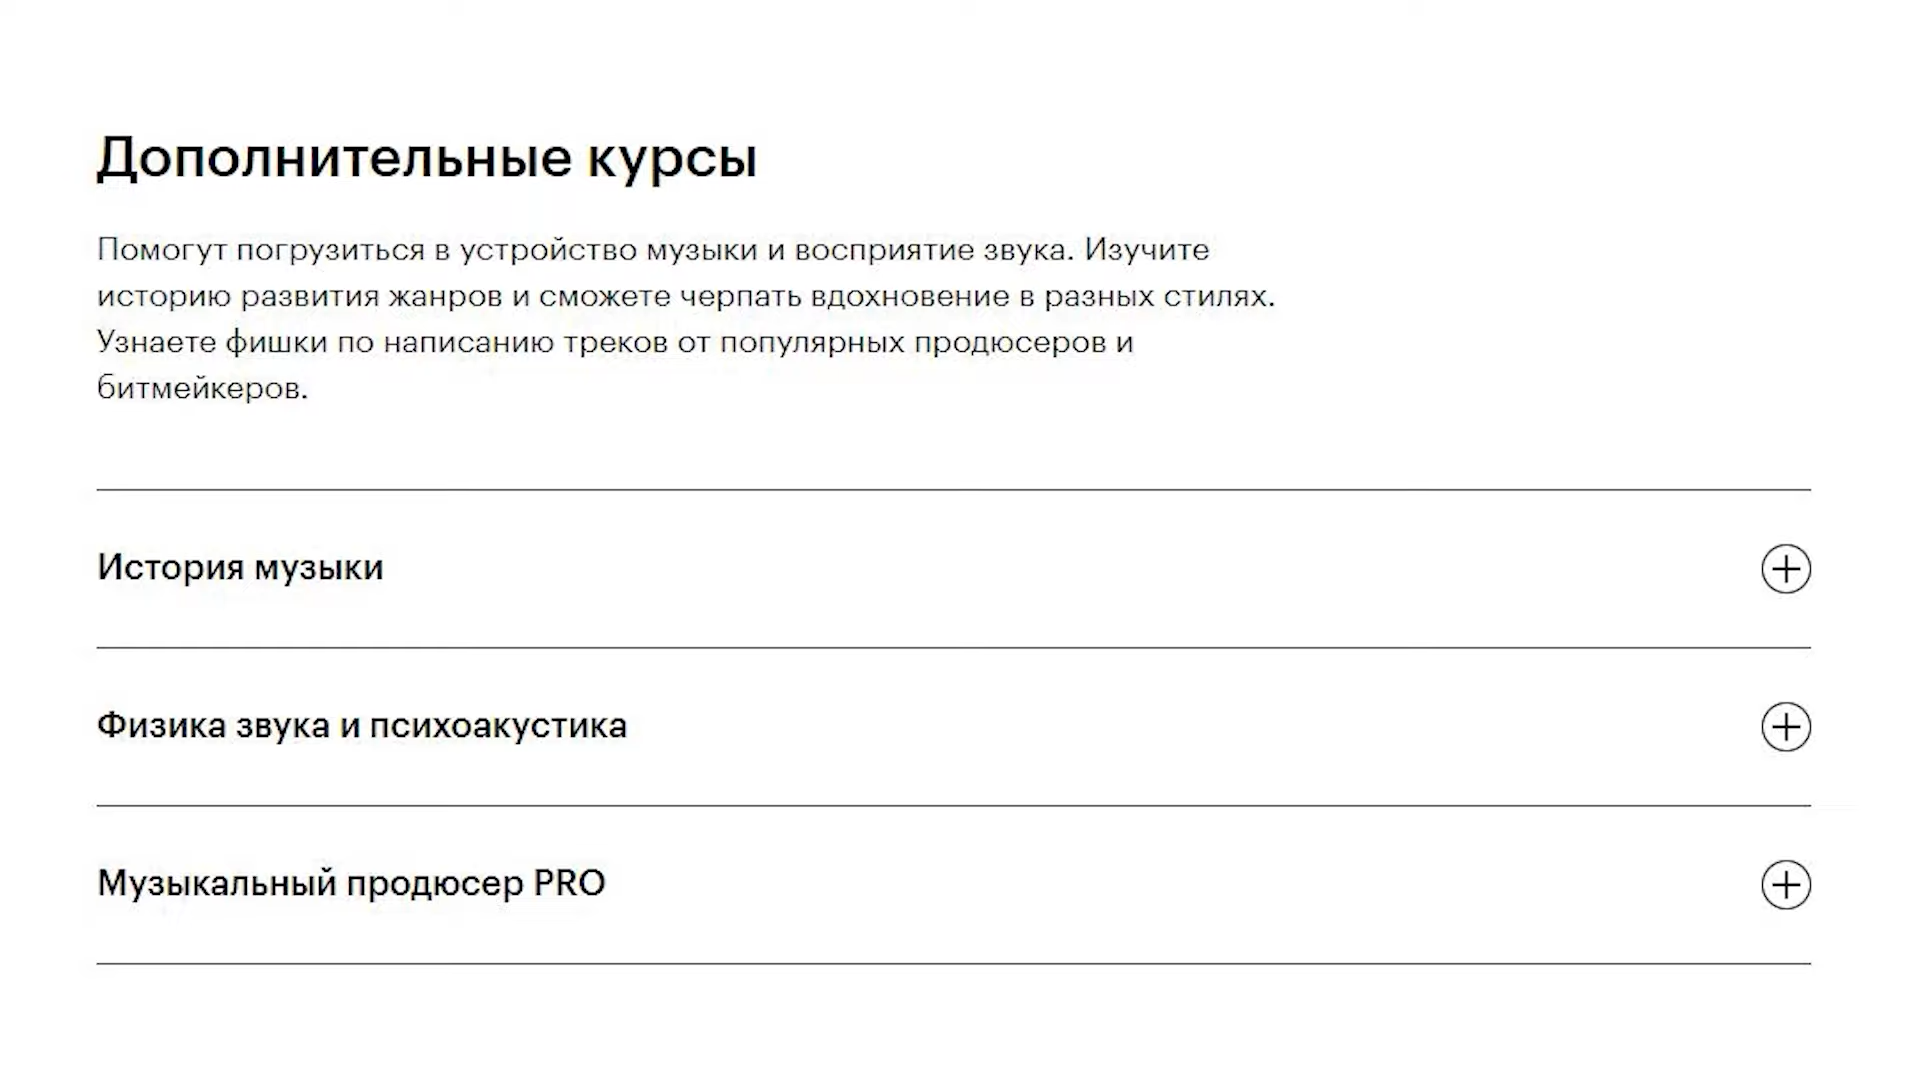 Дополнительные курсы
Помогут погрузиться в устройство музыки и восприятие звука. Изучите
историю развития жанров и сможете черпать вдохновение в разных стилях.
Узнаете фишки по написанию треков от популярных продюсеров и
битмейкеров.
История музыки
Физика звука и психоакустика
Музыкальный продюсер PRO